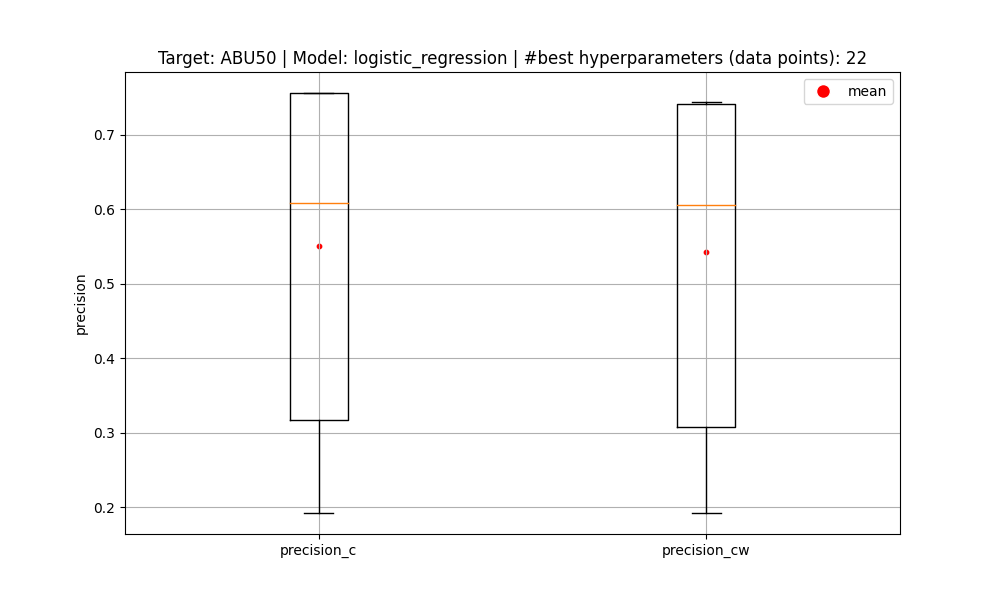 Target: ABU50 | Model: logistic_regression | #best hyperparameters (data points): 22
mean
0.7
0.6
0.5
0.4
0.3
0.2
precision
precision_c
precision_cw